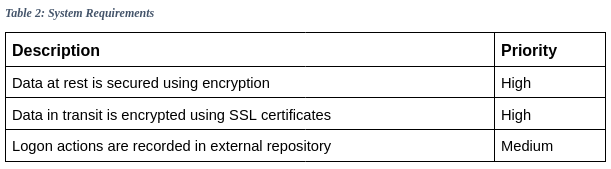 Table 2: System Requirements
Description Priority
Data at rest is secured using encryption High
Data in transit is encrypted using SSL certificates High
Logon actions are recorded in external repository Medium